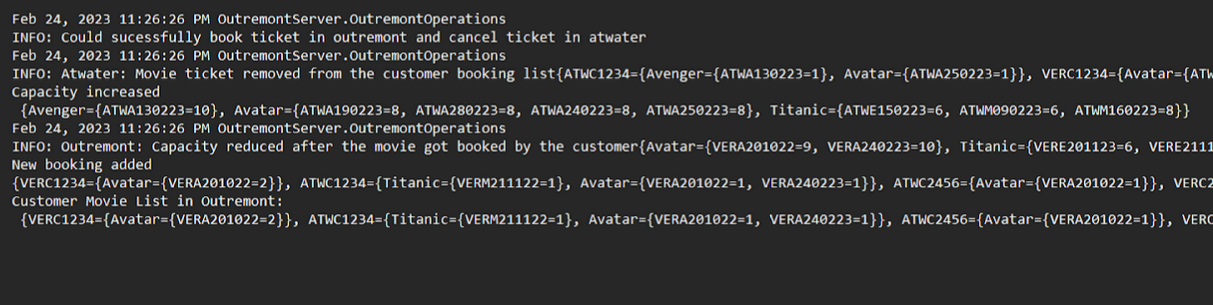 Feb 24, 2023 11:26:26 PM OutremontServer.OutremontOperations
INFO: Could sucessfully book ticket in outremont and cancel ticket in atwater
Feb 24, 2023 11:26:26 PM OutremontServer.OutremontOperations
INFO: Atwater: Movie ticket removed from the customer booking list{ATWC1234={Avenger={ATWA130223=1}, Avatar={ATWA250223=1}}, VERC1234={Avatar={ATW
Capacity increased
{Avenger={ATWA130223=10}, Avatar={ATWA190223=8, ATWA280223=8, ATWA240223=8, ATWA250223=8}, Titanic={ATWE150223=6, ATWM090223=6, ATWM160223=8}}
Feb 24, 2023 11:26:26 PM OutremontServer.OutremontOperations
INFO: Outremont: Capacity reduced after the movie got booked by the customer{Avatar={VERA201022=9, VERA240223=10}, Titanic={VERE201123=6, VERE2111
New booking added
{VERC1234={Avatar={VERA201022=2}}, ATWC1234={Titanic={VERM211122=1}, Avatar={VERA201022=1, VERA240223=1}}, ATWC2456={Avatar={VERA201022=1}}, VERC2
Customer Movie List in Outremont:
{VERC1234={Avatar={VERA201022=2}}, ATWC1234={Titanic={VERM211122=1}, Avatar={VERA201022=1, VERA240223=1}}, ATWC2456={Avatar={VERA201022=1}}, VERC